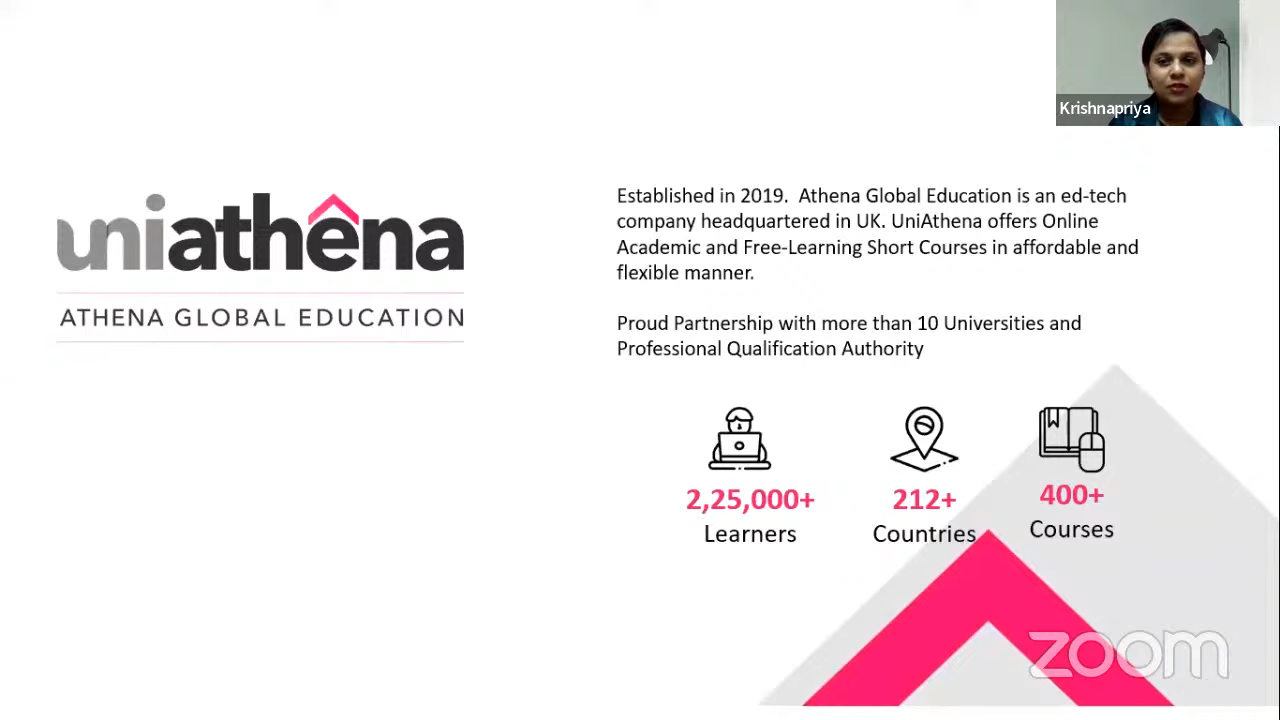 Krishnapriya
uniathena
ATHENA GLOBAL EDUCATION
Established in 2019.  Athena Global Education is an ed-tech
company headquartered in UK. UniAthena offers Online
Academic and Free-Learning Short Courses in affordable and
flexible manner.
Proud Partnership with more than 10 Universities and
Professional Qualification Authority
2,25,000+
Learners
212+
Countries
400+
Courses
zoom